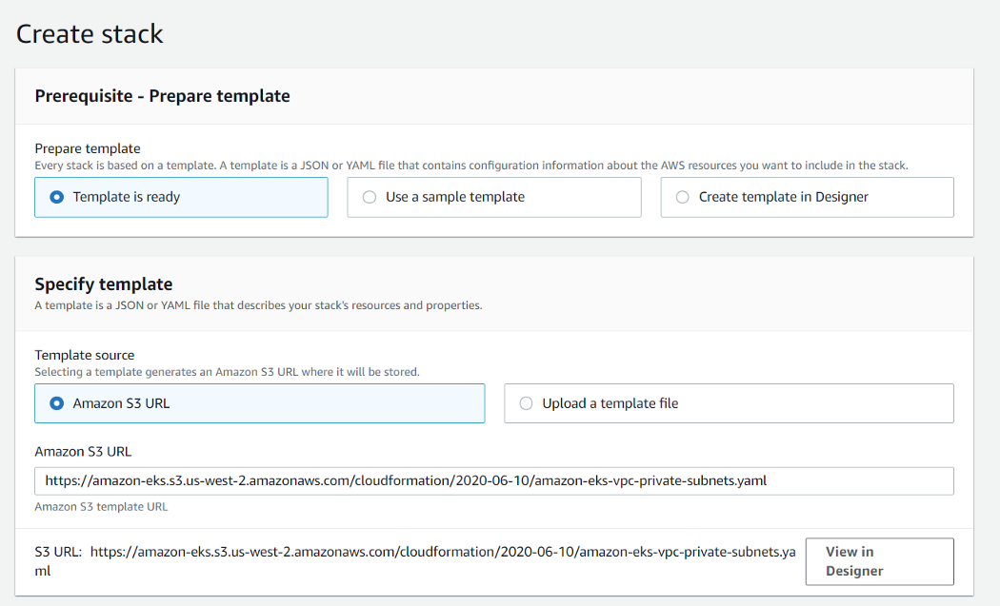 Create stack
Prerequisite - Prepare template
Prepare template
Every stack is based on a template. A template is a JSON or YAML file that contains configuration information about the AWS resources you want to include in the stack.
Template is ready
Use a sample template
Create template in Designer
Specify template
A template is a JSON or YAML file that describes your stack's resources and properties.
Template source
Selecting a template generates an Amazon S3 URL where it will be stored.
Amazon S3 URL
Upload a template file
Amazon S3 URL
https://amazon-eks.s3.us-west-2.amazonaws.com/cloudformation/2020-06-10/amazon-eks-vpc-private-subnets.yaml
Amazon S3 template URL
S3 URL: https://amazon-eks.s3.us-west-2.amazonaws.com/cloudformation/2020-06-10/amazon-eks-vpc-private-subnets.ya
ml
View in
Designer